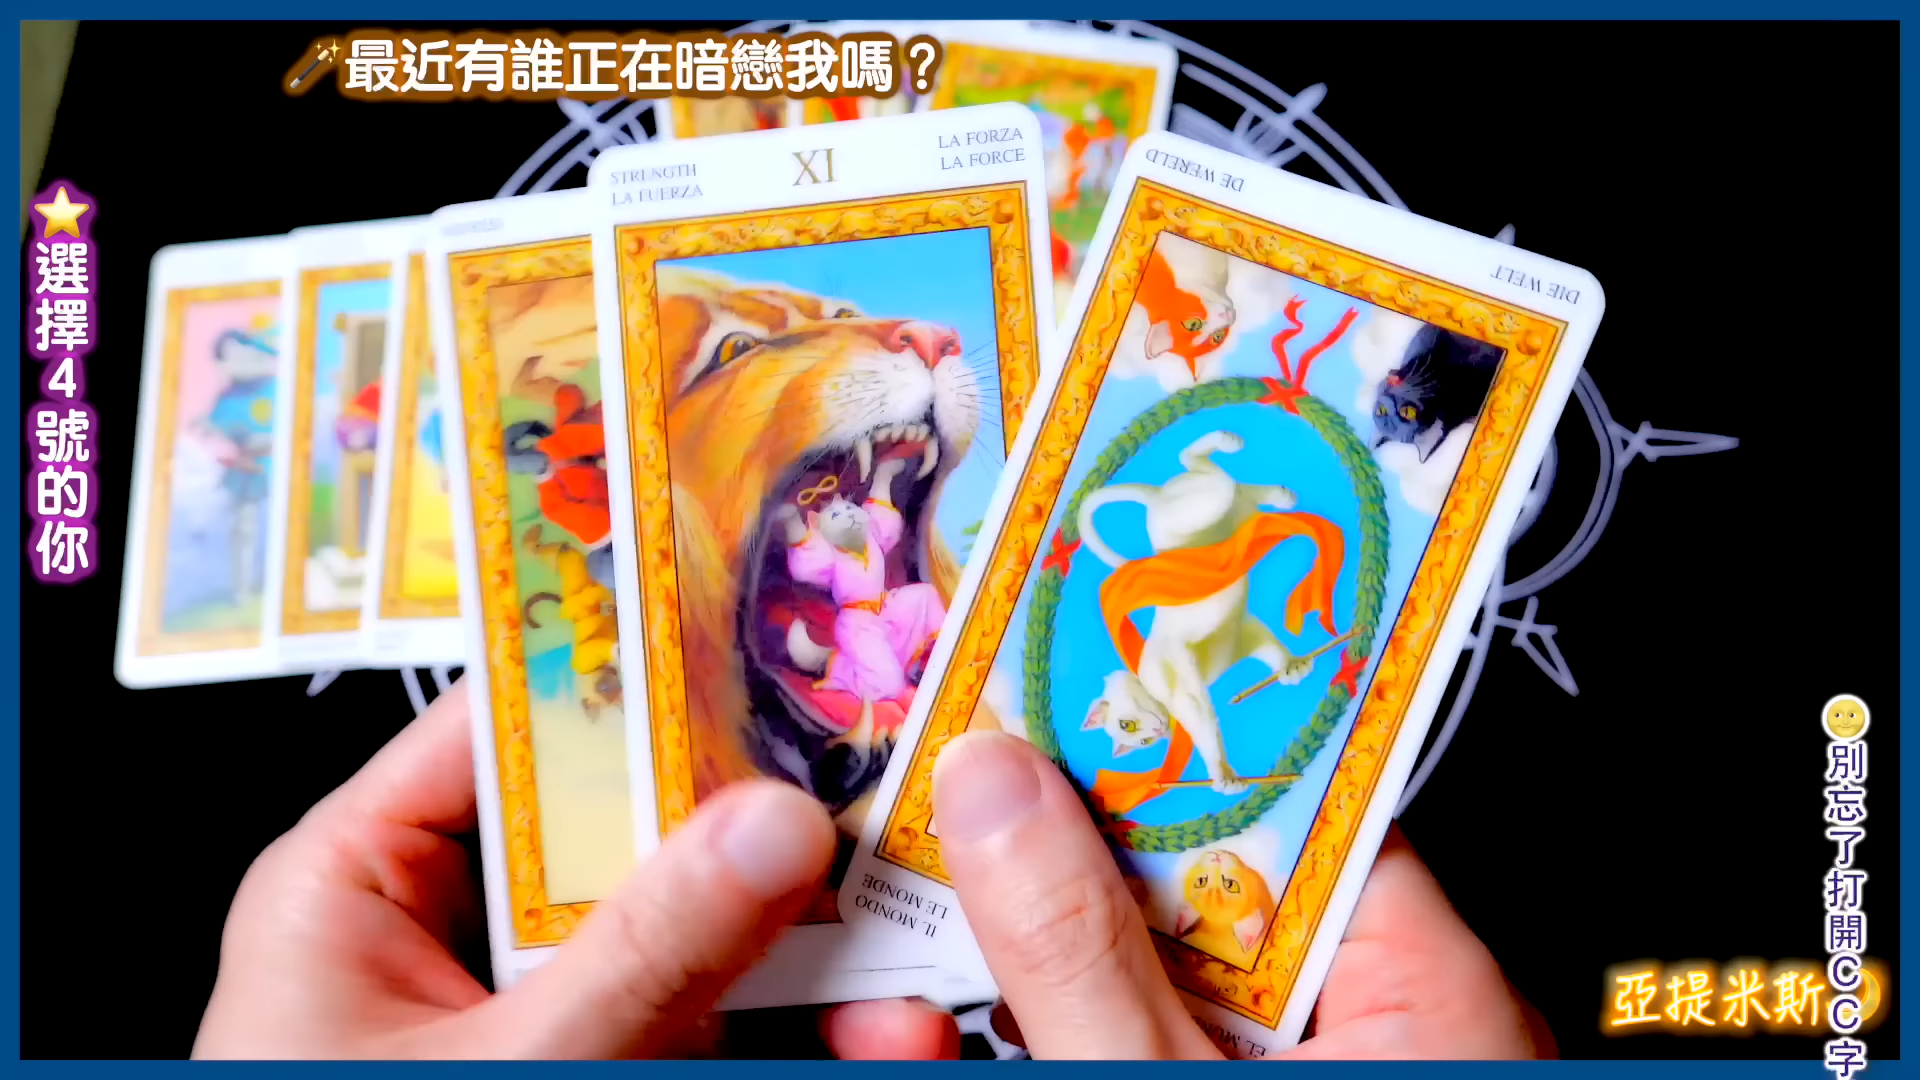 最近有誰正在暗戀我嗎？
選擇4號的你
STRENGTH
LA FUERZA
XI
LA FORZA
LA FORCE
DE WERELD
DIE WELT
LE MONDE
IL MONDO
別忘了打開CC字
亞提米斯